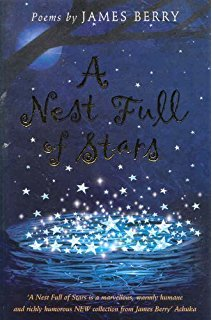 Poems by JAMES BERRY
A
Nest Full
of Stars
'A Nest Full of Stars is a marvellous, warmly humane
and richly humorous NEW collection from James Berry' Achuka